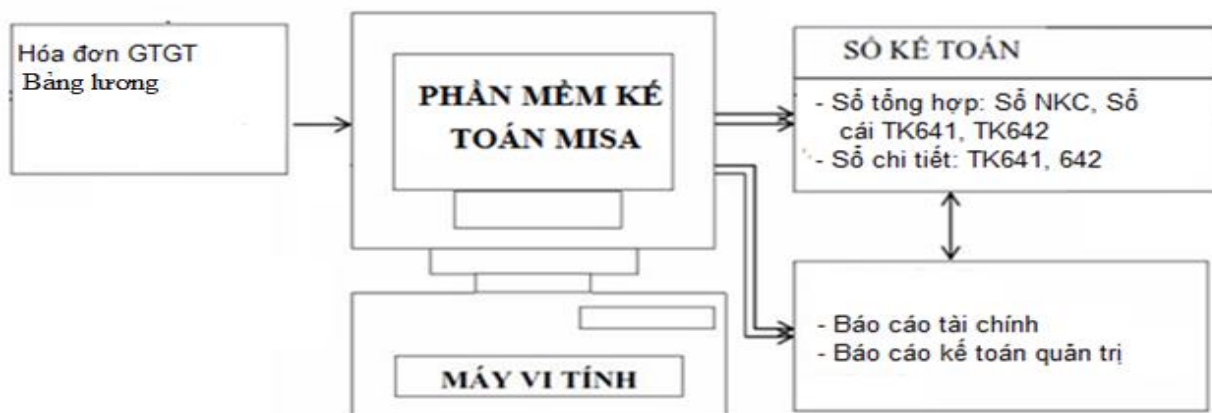 Hóa đơn GTGT
Bảng lương
PHẦN MỀM KẾ
TOÁN MISA
MÁY VI TÍNH
SỔ KẾ TOÁN
- Sổ tổng hợp: Sổ NKC, Sổ
cái TK641, TK642
- Sổ chi tiết: TK641, 642
- Báo cáo tài chính
- Báo cáo kế toán quản trị